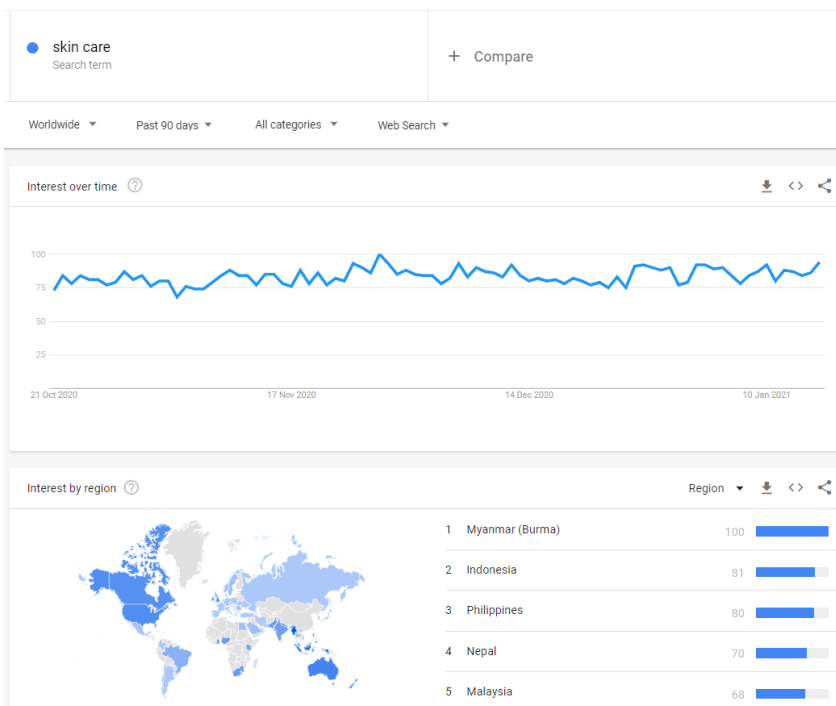 skin care
Search term
+ Compare
Worldwide Past 90 days All categories Web Search
Interest over time ?
100
75
50
25
21 Oct 2020 17 Nov 2020 14 Dec 2020 10 Jan 2021
Interest by region ? Region
1 Myanmar (Burma) 100
2 Indonesia 81
3 Philippines 80
4 Nepal 70
5 Malaysia 68